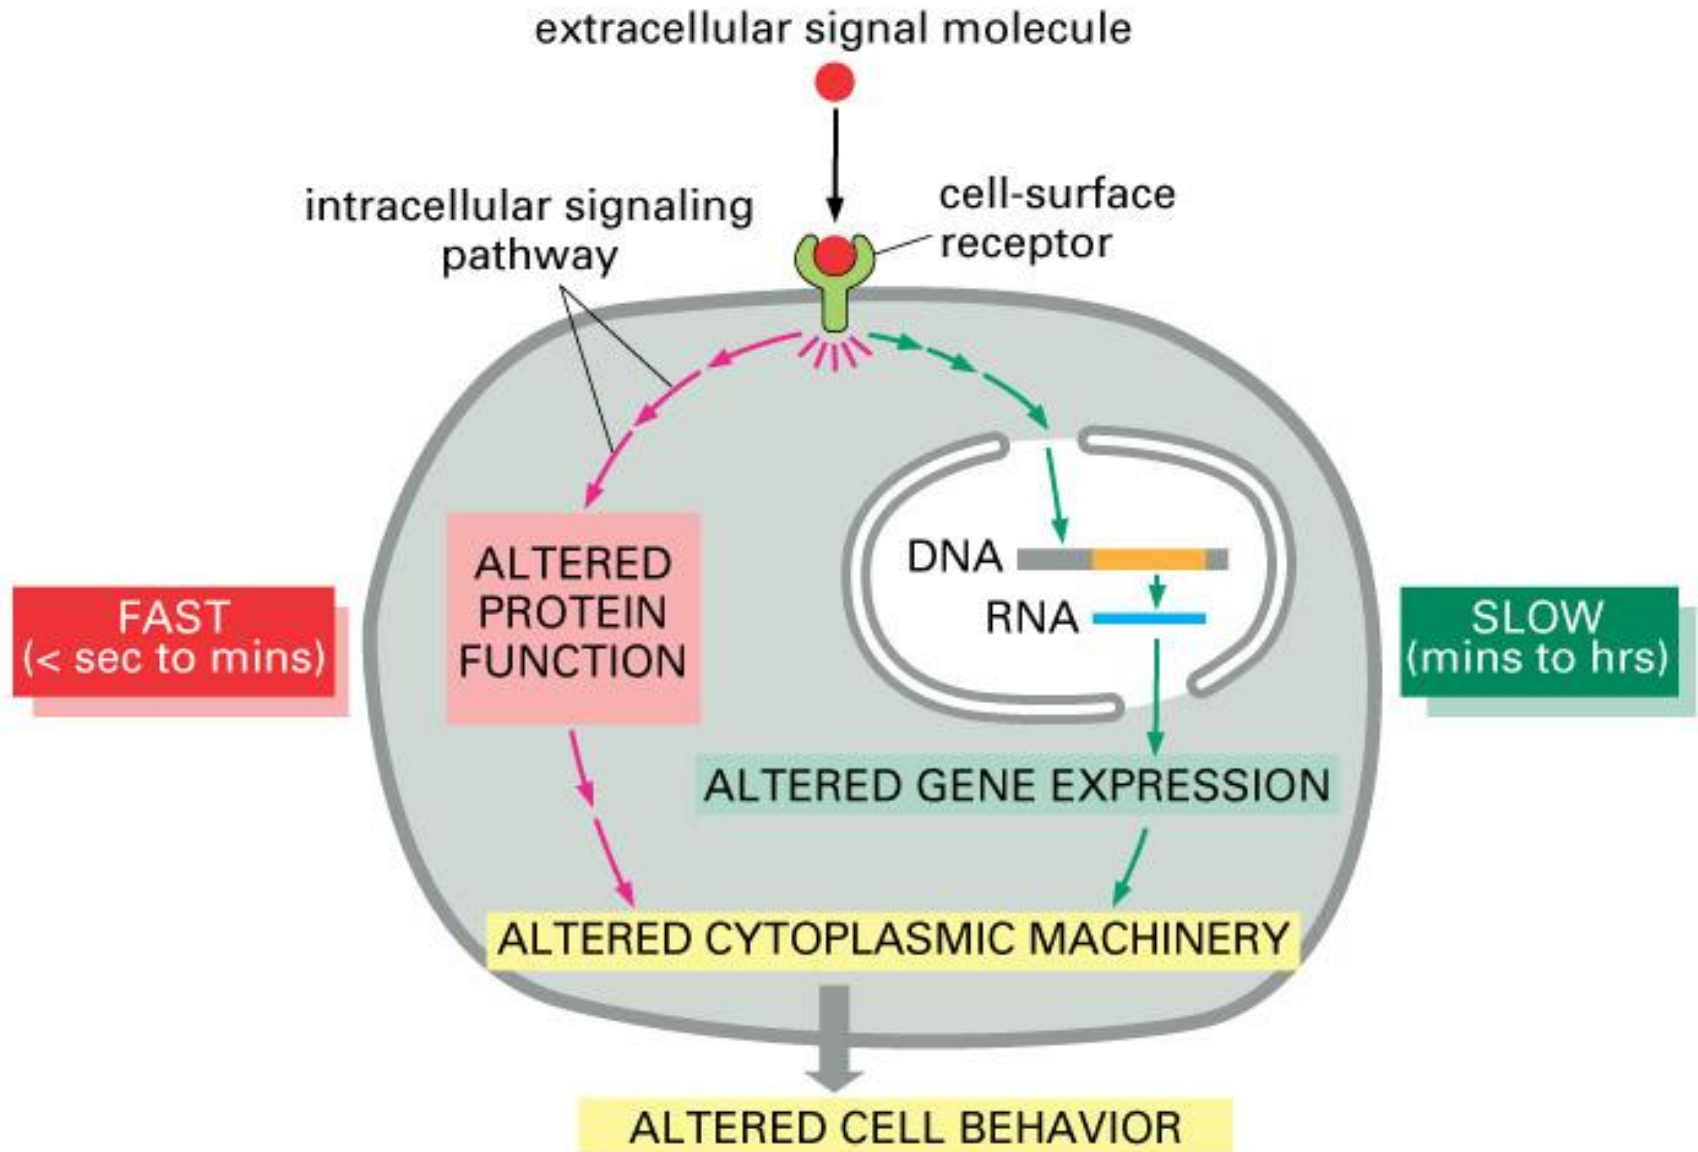 extracellular signal molecule
intracellular signaling
pathway
cell-surface
receptor
DNA
RNA
ALTERED
PROTEIN
FUNCTION
FAST
(< sec to mins)
SLOW
(mins to hrs)
ALTERED GENE EXPRESSION
ALTERED CYTOPLASMIC MACHINERY
ALTERED CELL BEHAVIOR